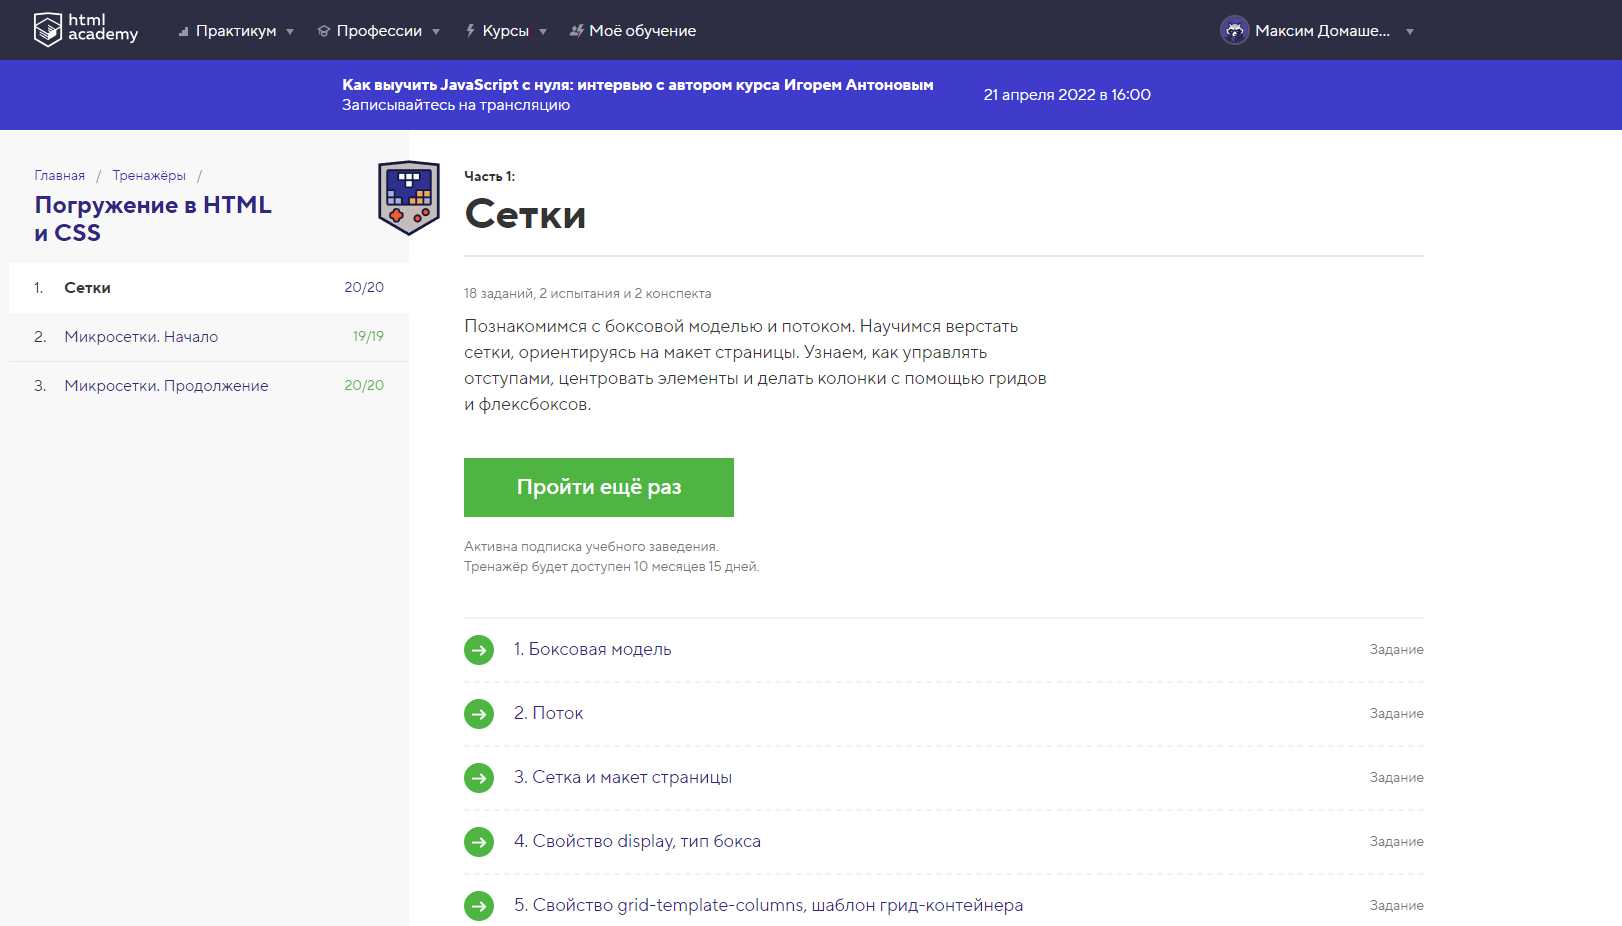 html
academy
Практикум
Профессии
Курсы
Моё обучение
Максим Домаше...
Как выучить JavaScript с нуля: интервью с автором курса Игорем Антоновым
Записывайтесь на трансляцию
21 апреля 2022 в 16:00
Главная / Тренажёры /
Погружение в HTML
и CSS
1. Сетки 20/20
2. Микросетки. Начало 19/19
3. Микросетки. Продолжение 20/20
Часть 1:
Сетки
18 заданий, 2 испытания и 2 конспекта
Познакомимся с боксовой моделью и потоком. Научимся верстать
сетки, ориентируясь на макет страницы. Узнаем, как управлять
отступами, центровать элементы и делать колонки с помощью гридов
и флексбоксов.
Пройти ещё раз
Активна подписка учебного заведения.
Тренажёр будет доступен 10 месяцев 15 дней.
1. Боксовая модель Задание
2. Поток Задание
3. Сетка и макет страницы Задание
4. Свойство display, тип бокса Задание
5. Свойство grid-template-columns, шаблон грид-контейнера Задание